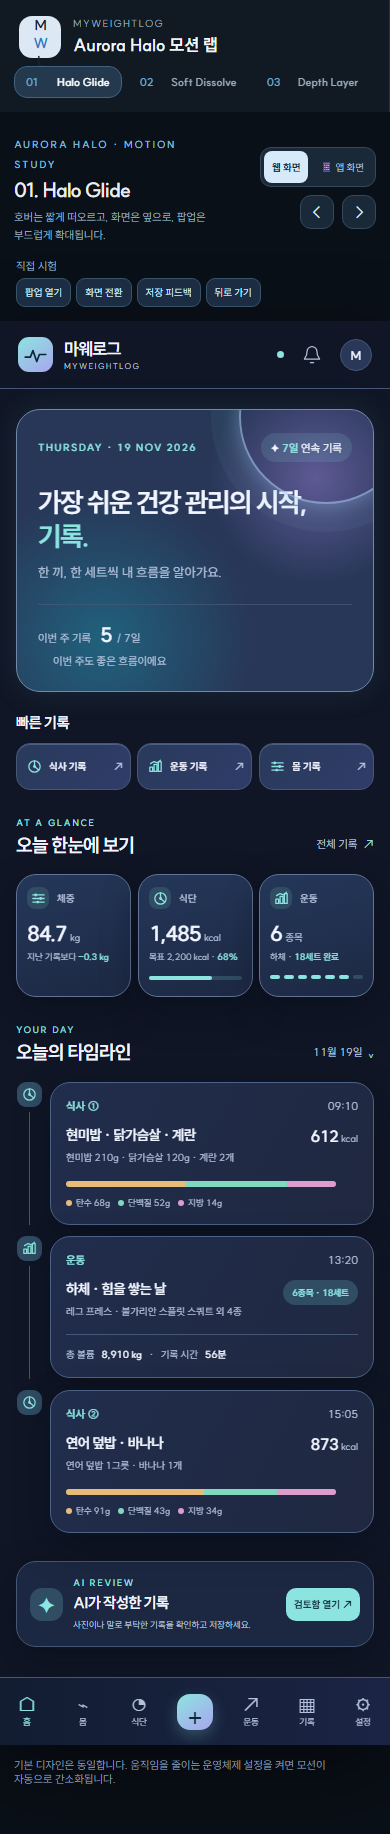 M
W
MYWEIGHTLOG
Aurora Halo 모션 랩
01 Halo Glide 02 Soft Dissolve 03 Depth Layer
AURORA HALO · MOTION
STUDY
01. Halo Glide
호버는 짧게 떠오르고, 화면은 옆으로, 팝업은
부드럽게 확대됩니다.
웹 화면 앱 화면
직접 시험
팝업 열기 화면 전환 저장 피드백 뒤로 가기
마웨로그
MYWEIGHTLOG
M
THURSDAY · 19 NOV 2026
✦ 7일 연속 기록
가장 쉬운 건강 관리의 시작,
기록.
한 끼, 한 세트씩 내 흐름을 알아가요.
이번 주 기록 5 / 7일
이번 주도 좋은 흐름이에요
빠른 기록
식사 기록 ↗ 운동 기록 ↗ 몸 기록 ↗
AT A GLANCE
오늘 한눈에 보기
전체 기록 ↗
체중
84.7 kg
지난 기록보다 −0.3 kg
식단
1,485 kcal
목표 2,200 kcal · 68%
운동
6 종목
하체 · 18세트 완료
YOUR DAY
오늘의 타임라인
11월 19일
식사 ① 09:10
현미밥 · 닭가슴살 · 계란 612 kcal
현미밥 210g · 닭가슴살 120g · 계란 2개
탄수 68g 단백질 52g 지방 14g
운동 13:20
하체 · 힘을 쌓는 날 6종목 · 18세트
레그 프레스 · 불가리안 스플릿 스쿼트 외 4종
총 볼륨 8,910 kg · 기록 시간 56분
식사 ② 15:05
연어 덮밥 · 바나나 873 kcal
연어 덮밥 1그릇 · 바나나 1개
탄수 91g 단백질 43g 지방 34g
AI REVIEW
AI가 작성한 기록
사진이나 말로 부탁한 기록을 확인하고 저장하세요.
검토함 열기 ↗
홈 몸 식단 + 운동 기록 설정
기본 디자인은 동일합니다. 움직임을 줄이는 운영체제 설정을 켜면 모션이
자동으로 간소화됩니다.